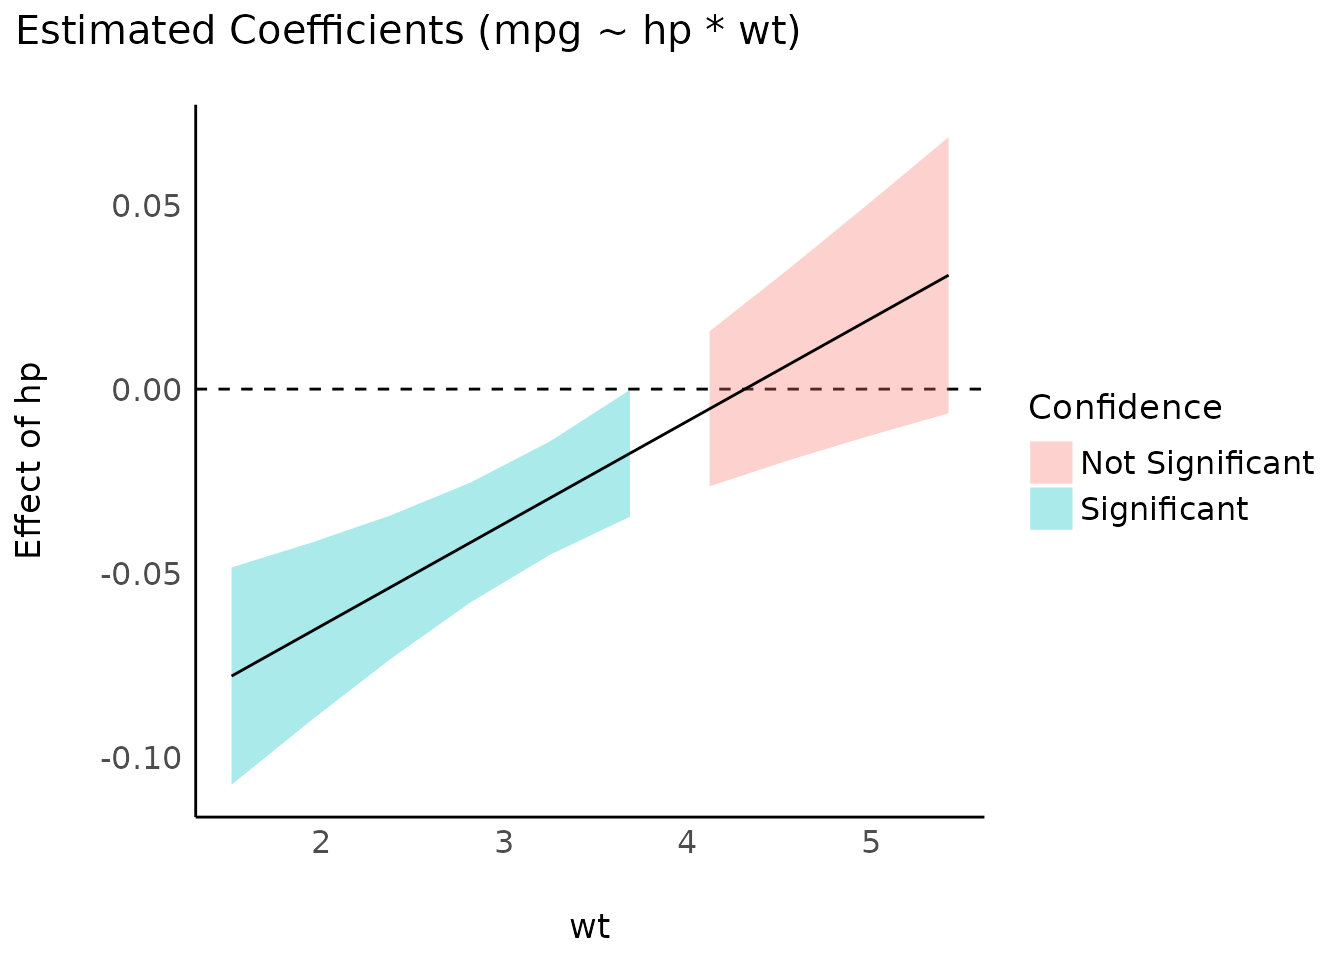 Estimated Coefficients (mpg ~ hp * wt)
Effect of hp
0.05
0.00
-0.05
-0.10
2 3 4 5
wt
Confidence
Not Significant
Significant